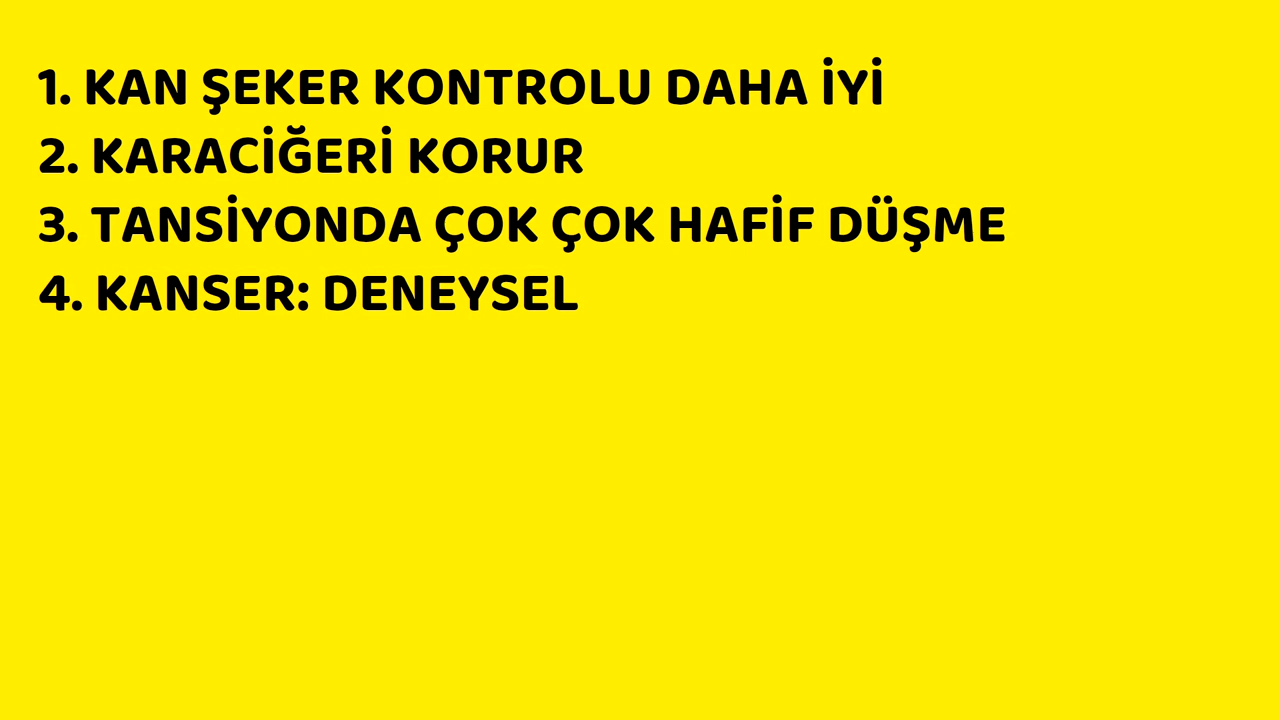 1. KAN ŞEKER KONTROLU DAHA İYİ
2. KARACİĞERİ KORUR
3. TANSİYONDA ÇOK ÇOK HAFİF DÜŞME
4. KANSER: DENEYSEL